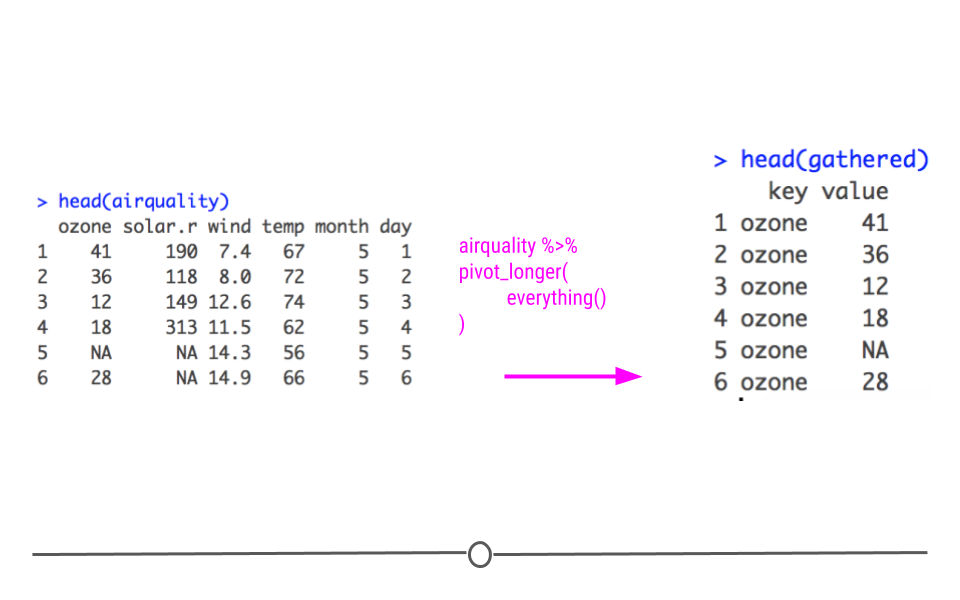 > head(airquality)
ozone solar.r wind temp month day
1 41 190 7.4 67 5 1
2 36 118 8.0 72 5 2
3 12 149 12.6 74 5 3
4 18 313 11.5 62 5 4
5 NA NA 14.3 56 5 5
6 28 NA 14.9 66 5 6
airquality %>%
pivot_longer(
everything()
)
> head(gathered)
key value
1 ozone 41
2 ozone 36
3 ozone 12
4 ozone 18
5 ozone NA
6 ozone 28